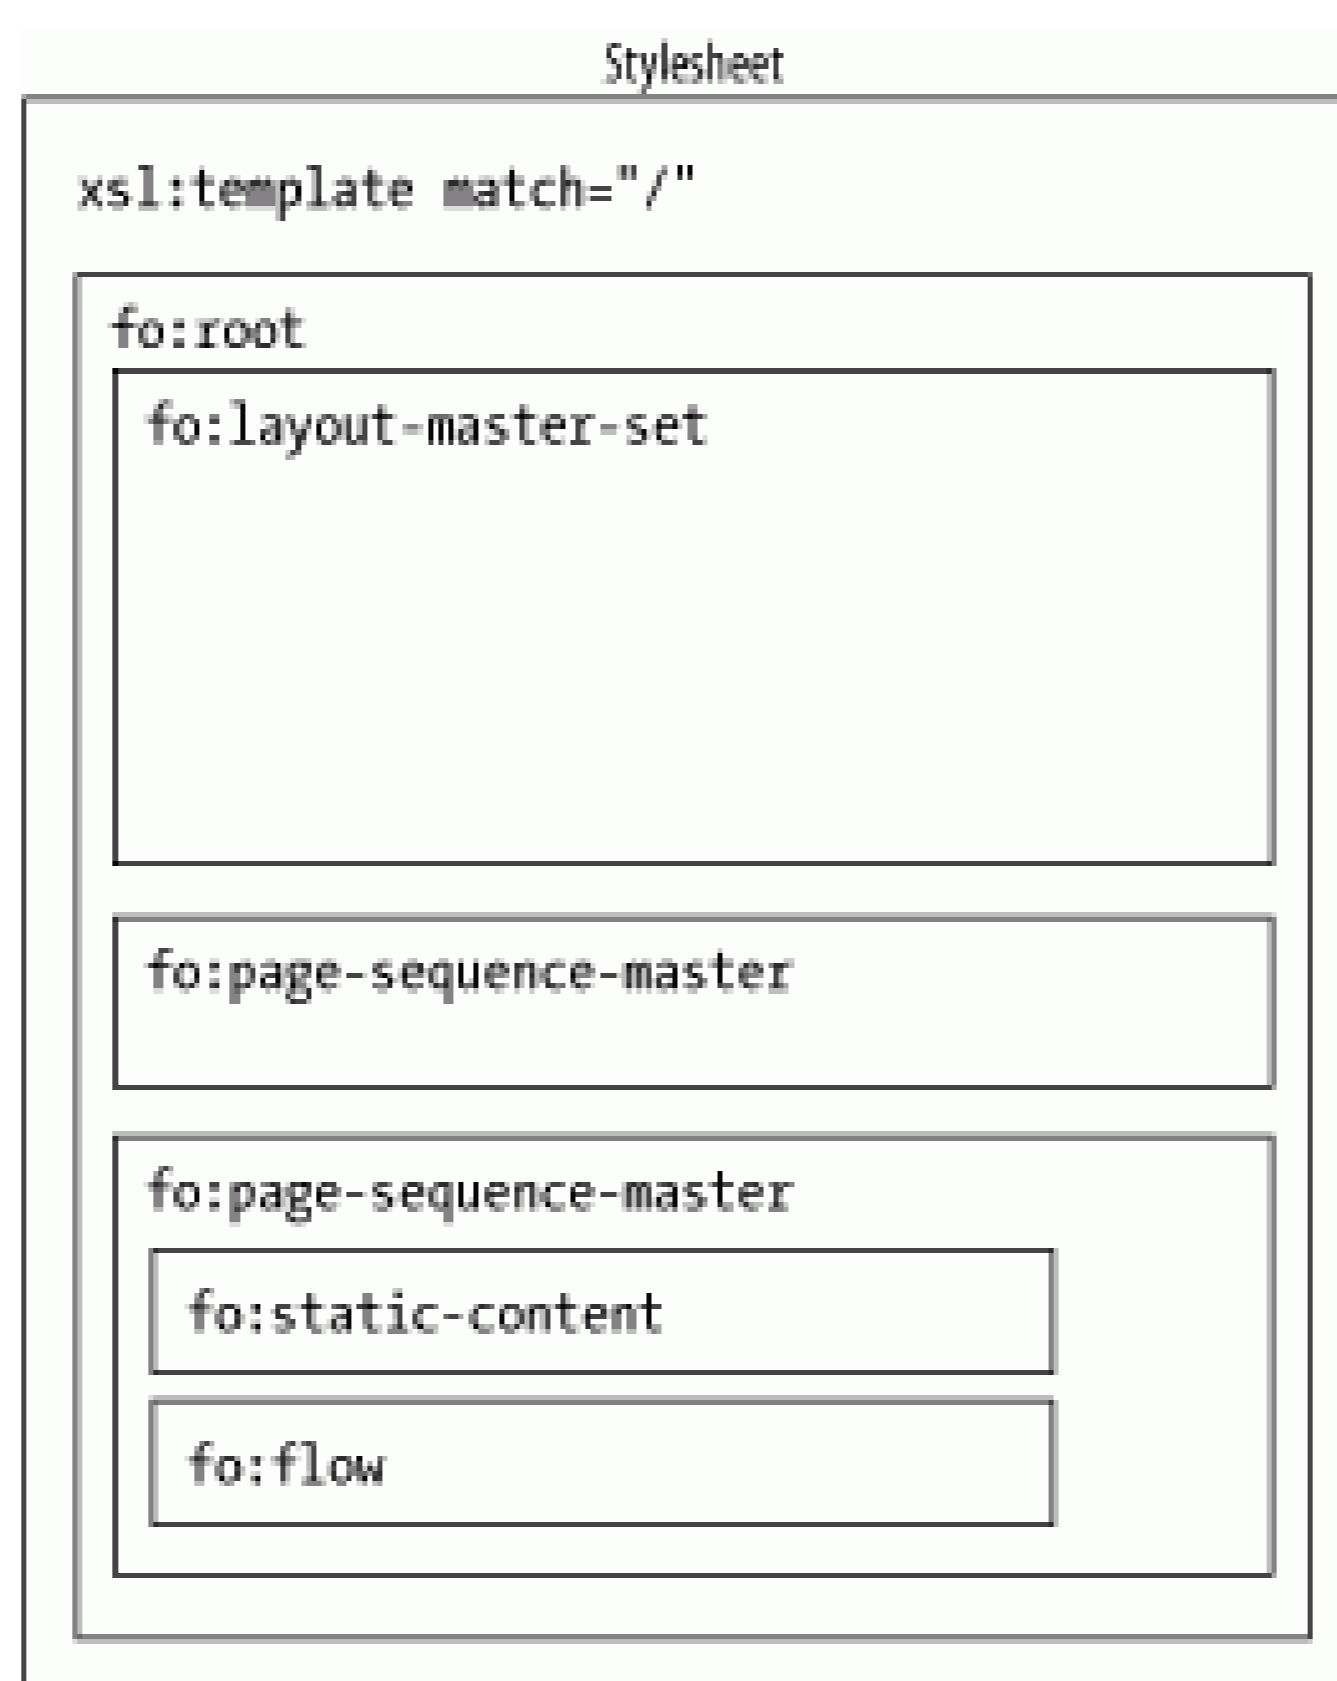 Stylesheet
xsl:template match="/"
fo:root
fo:layout-master-set
fo:page-sequence-master
fo:page-sequence-master
fo:static-content
fo:flow